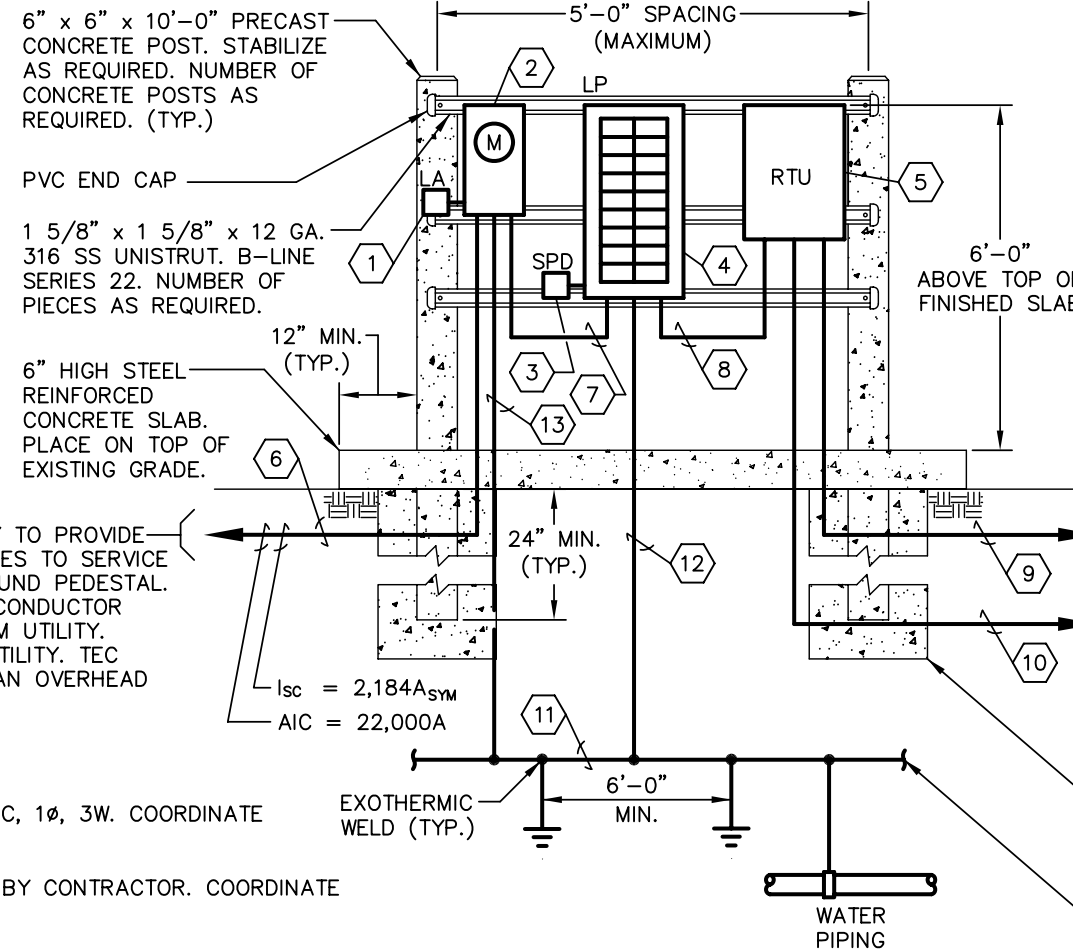 6" x 6" x 10'-0" PRECAST
CONCRETE POST. STABILIZE
AS REQUIRED. NUMBER OF
CONCRETE POSTS AS
REQUIRED. (TYP.)
5'-0" SPACING
(MAXIMUM)
2
LP
M
PVC END CAP
LA
RTU
5
1 5/8" x 1 5/8" x 12 GA.
316 SS UNISTRUT. B-LINE
SERIES 22. NUMBER OF
PIECES AS REQUIRED.
1
SPD
4
6'-0"
ABOVE TOP OF
FINISHED SLAB
12" MIN.
(TYP.)
3
7
8
6" HIGH STEEL
REINFORCED
CONCRETE SLAB.
PLACE ON TOP OF
EXISTING GRADE.
13
6
TO PROVIDE
ES TO SERVICE
UND PEDESTAL.
CONDUCTOR
M UTILITY.
TILITY. TEC
AN OVERHEAD
24" MIN.
(TYP.)
12
9
10
ISC = 2,184ASYM
AIC = 22,000A
11
6'-0"
MIN.
EXOTHERMIC
WELD (TYP.)
C, 1ø, 3W. COORDINATE
BY CONTRACTOR. COORDINATE
WATER
PIPING